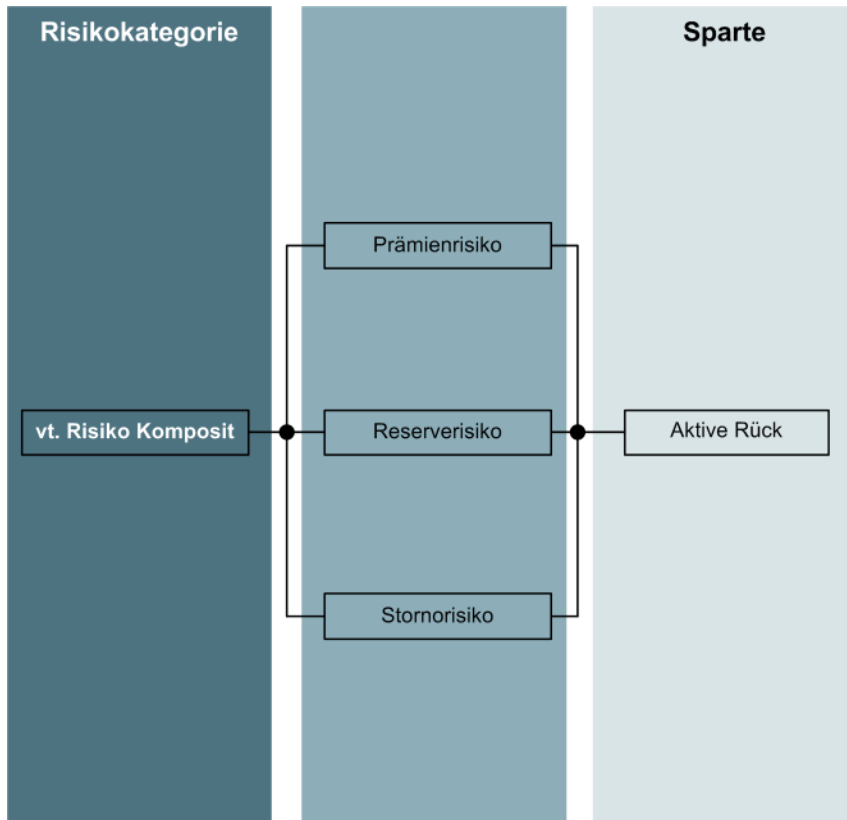 Risikokategorie
Sparte
Prämienrisiko
vt. Risiko Komposit
Reserverisiko
Aktive Rück
Stornorisiko